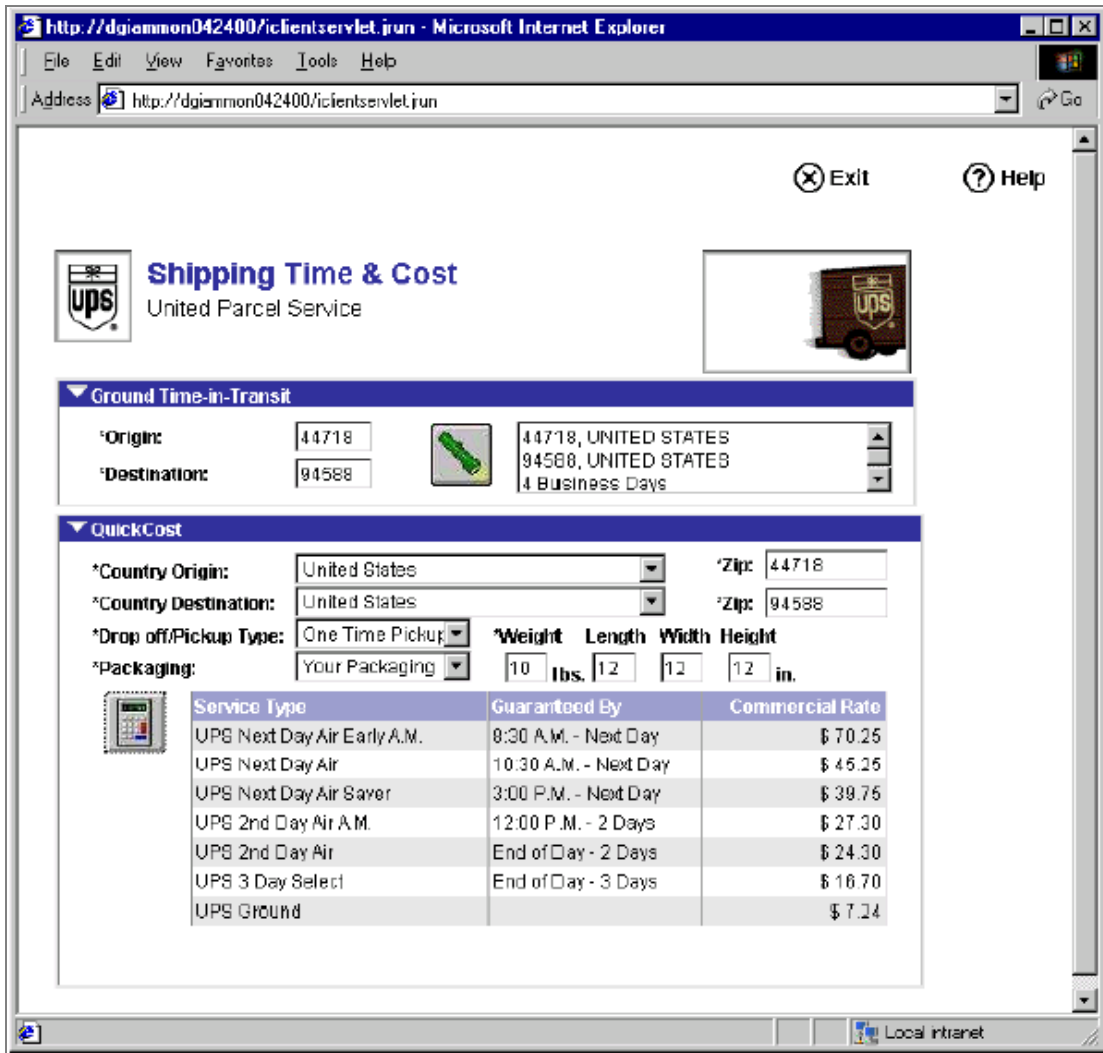 http://dgiammon042400/iclientservlet.jrun - Microsoft Internet Explorer
File Edit View Favorites Tools Help
Address http://dgiammon042400/iclientservlet.jrun Go
Exit Help
ups Shipping Time & Cost
United Parcel Service
ups
Ground Time-in-Transit
*Origin: 44718
*Destination: 94588
44718, UNITED STATES
94588, UNITED STATES
4 Business Days
QuickCost
*Country Origin: United States *Zip: 44718
*Country Destination: United States *Zip: 94588
*Drop off/Pickup Type: One Time Pickup *Weight Length Width Height
*Packaging: Your Packaging 10 lbs. 12 12 12 in.
Service Type Guaranteed By Commercial Rate
UPS Next Day Air Early A.M. 8:30 A.M. - Next Day $ 70.25
UPS Next Day Air 10:30 A.M. - Next Day $ 45.25
UPS Next Day Air Saver 3:00 P.M. - Next Day $ 39.75
UPS 2nd Day Air A.M. 12:00 P.M. - 2 Days $ 27.30
UPS 2nd Day Air End of Day - 2 Days $ 24.30
UPS 3 Day Select End of Day - 3 Days $ 16.70
UPS Ground $
Local intranet